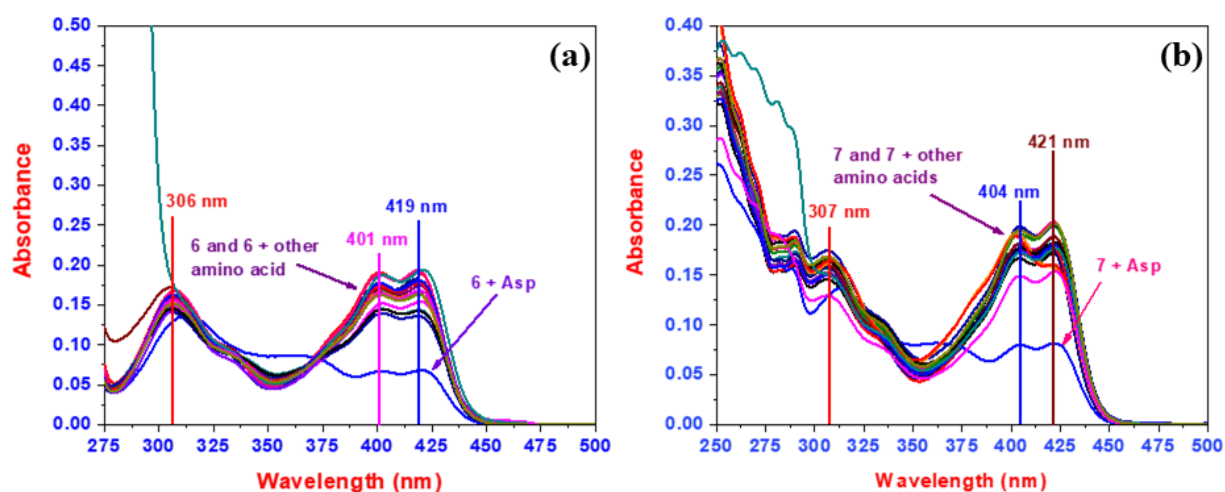 (a)
0.50
0.45
0.40
0.35
0.30
0.25
0.20
0.15
0.10
0.05
0.00
Absorbance
306 nm
419 nm
401 nm
6 and 6 + other
amino acid
6 + Asp
275
300
325
350
375
400
425
450
475
500
Wavelength (nm)
(b)
0.40
0.35
0.30
0.25
0.20
0.15
0.10
0.05
0.00
Absorbance
421 nm
7 and 7 + other
amino acids
404 nm
307 nm
7 + Asp
250
275
300
325
350
375
400
425
450
475
500
Wavelength (nm)